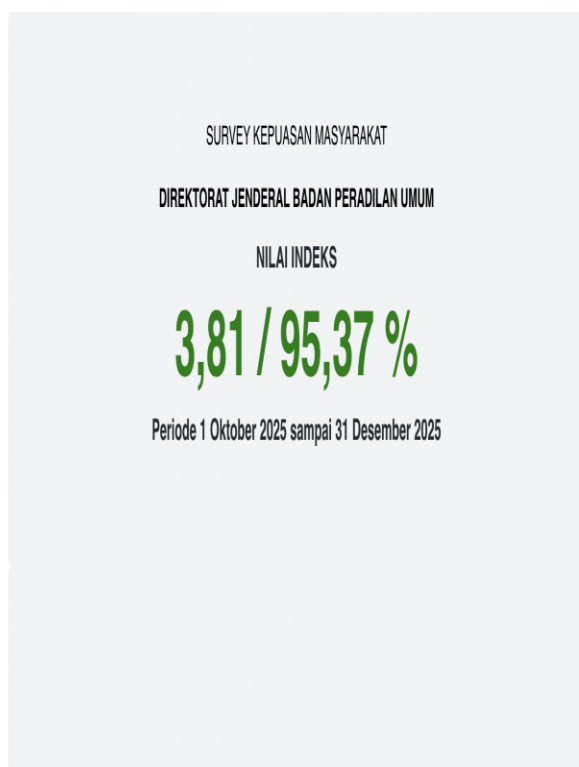 SURVEY KEPUASAN MASYARAKAT
DIREKTORAT JENDERAL BADAN PERADILAN UMUM
NILAI INDEKS
3,81 / 95,37 %
Periode 1 Oktober 2025 sampai 31 Desember 2025